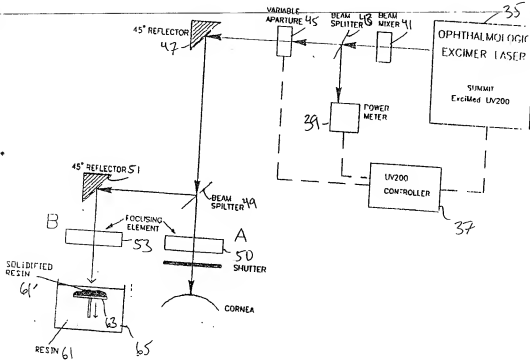 35
VARIABLE
APARTURE 45
BEAM
SPLITTER 43
BEAM
MIXER 41
45° REFLECTOR
47
OPHTHALMOLOGIC
EXCIMER LASER
SUMMIT
ExciMed UV200
39
POWER
METER
UV200
CONTROLLER
37
45° REFLECTOR 51
BEAM
SPLITTER 49
B
FOCUSING
ELEMENT
A
53
50
SHUTTER
SOLIDIFIED
RESIN
61'
63
CORNEA
RESIN 61
65